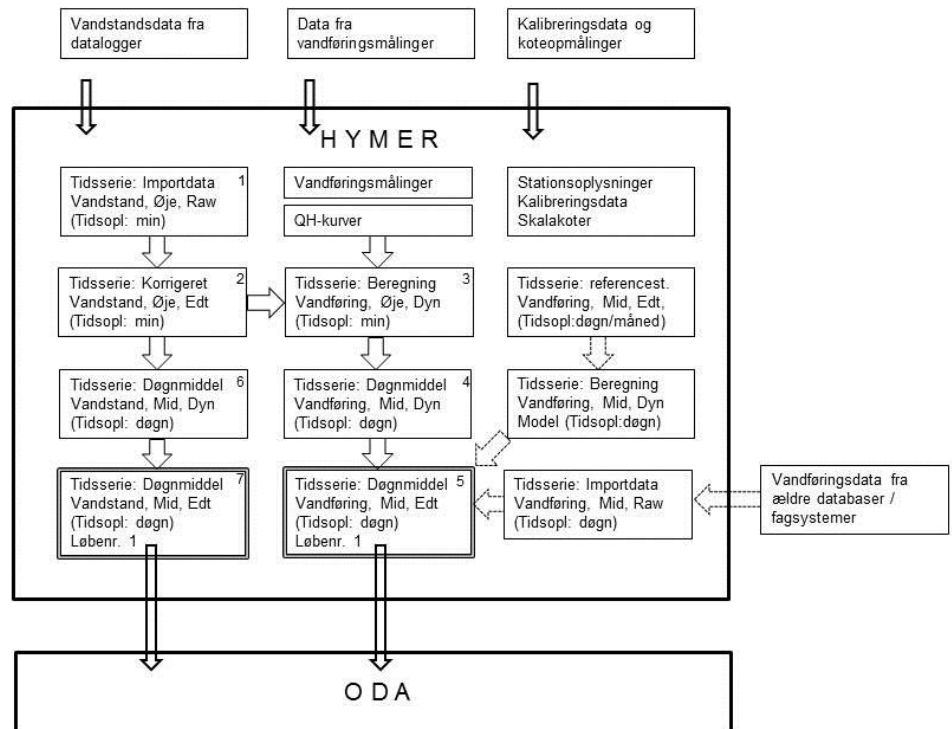 Vandstandsdata fra
datalogger
Data fra
vandføringsmålinger
Kalibreringsdata og
koteopmålinger
HYMER
Tidsserie: Importdata 1
Vandstand, Øje, Raw
(Tidsopl: min)
Vandføringsmålinger
QH-kurver
Stationsoplysninger
Kalibreringsdata
Skalakoter
Tidsserie: Korrigeret 2
Vandstand, Øje, Edt
(Tidsopl: min)
Tidsserie: Beregning 3
Vandføring, Øje, Dyn
(Tidsopl: min)
Tidsserie: referencest.
Vandføring, Mid, Edt,
(Tidsopl:døgn/måned)
Tidsserie: Døgnmiddel 6
Vandstand, Mid, Dyn
(Tidsopl: døgn)
Tidsserie: Døgnmiddel 4
Vandføring, Mid, Dyn
(Tidsopl: døgn)
Tidsserie: Beregning
Vandføring, Mid, Dyn
Model (Tidsopl:døgn)
Tidsserie: Døgnmiddel 7
Vandstand, Mid, Edt
(Tidsopl: døgn)
Løbenr. 1
Tidsserie: Døgnmiddel 5
Vandføring, Mid, Edt
(Tidsopl: døgn)
Løbenr. 1
Tidsserie: Importdata
Vandføring, Mid, Raw
(Tidsopl: døgn)
Vandføringsdata fra
ældre databaser /
fagsystemer
ODA